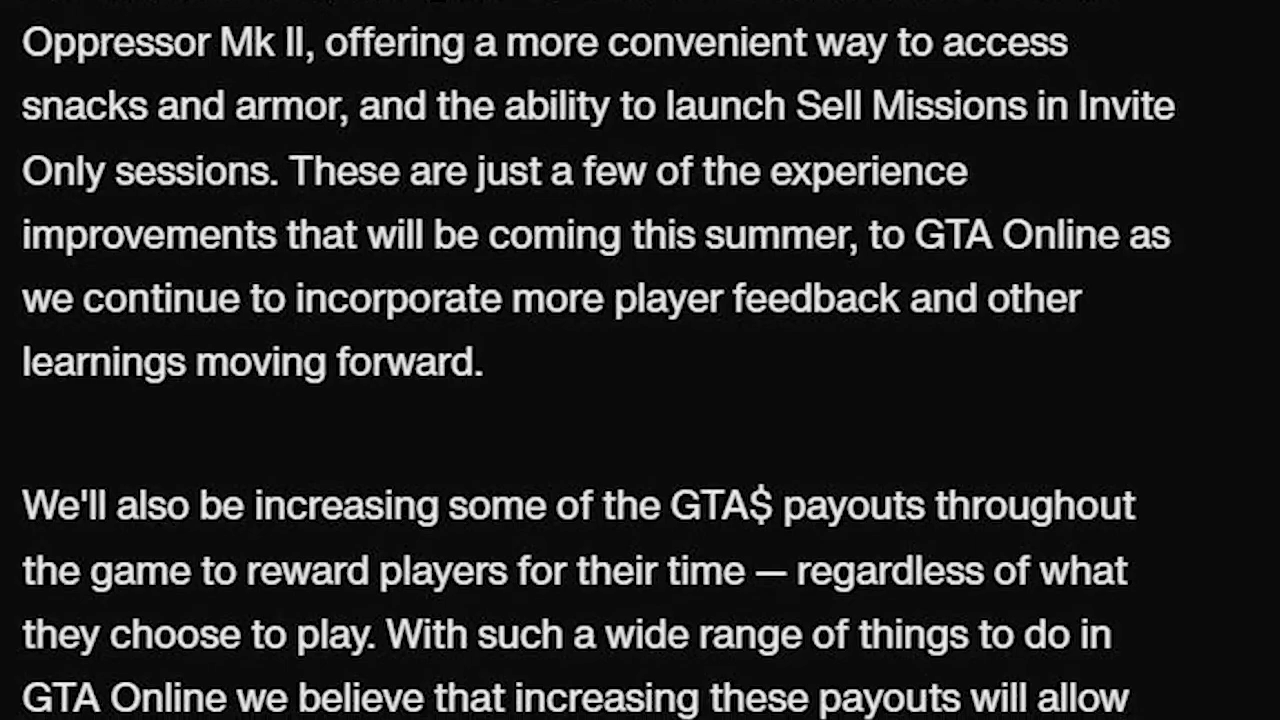 Oppressor Mk II, offering a more convenient way to access
snacks and armor, and the ability to launch Sell Missions in Invite
Only sessions. These are just a few of the experience
improvements that will be coming this summer, to GTA Online as
we continue to incorporate more player feedback and other
learnings moving forward.
We'll also be increasing some of the GTA$ payouts throughout
the game to reward players for their time — regardless of what
they choose to play. With such a wide range of things to do in
GTA Online we believe that increasing these payouts will allow